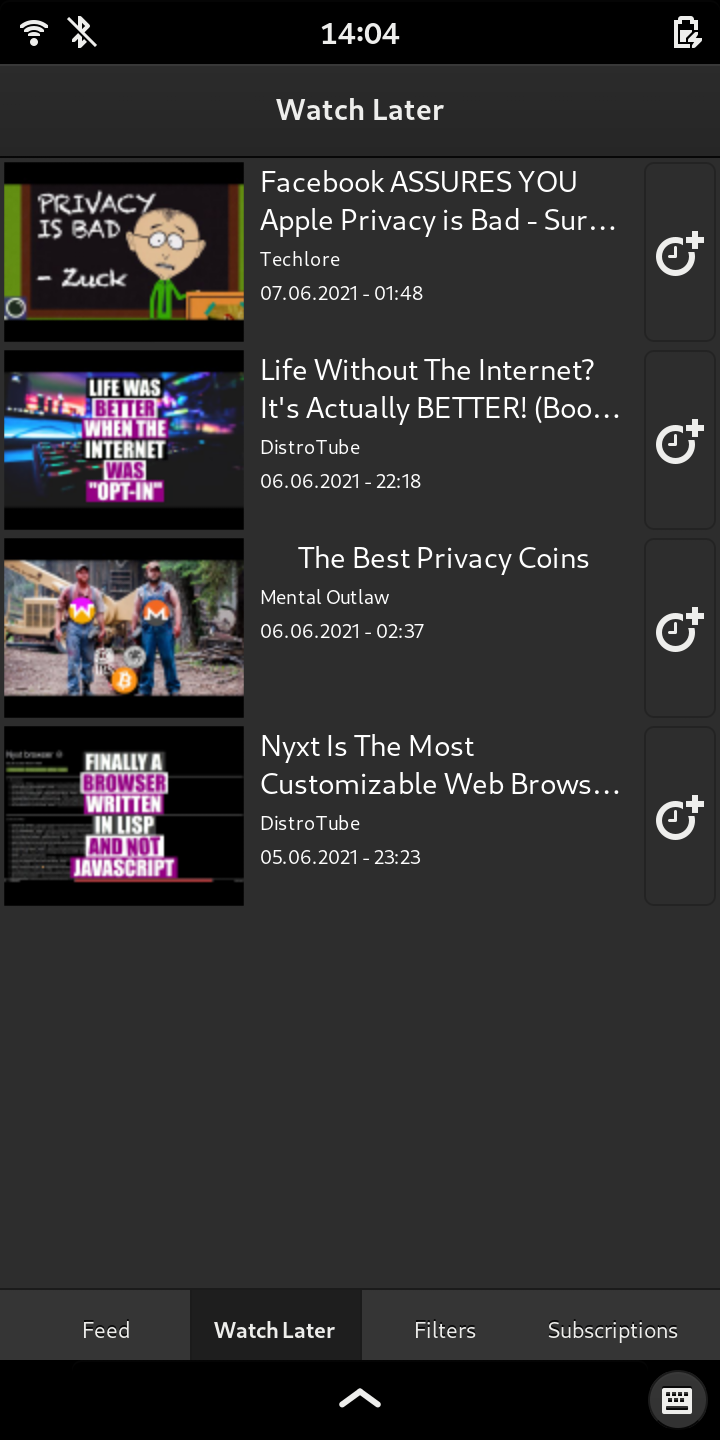 14:04
Watch Later
PRIVACY
IS BAD
- Zuck
Facebook ASSURES YOU
Apple Privacy is Bad - Sur...
Techlore
07.06.2021 - 01:48
LIFE WAS
BETTER
WHEN THE
INTERNET
WAS
"OPT-IN"
Life Without The Internet?
It's Actually BETTER! (Boo...
DistroTube
06.06.2021 - 22:18
The Best Privacy Coins
Mental Outlaw
06.06.2021 - 02:37
Nyxt browser
FINALLY A
BROWSER
WRITTEN
IN LISP
AND NOT
JAVASCRIPT
Nyxt Is The Most
Customizable Web Brows...
DistroTube
05.06.2021 - 23:23
Feed
Watch Later
Filters
Subscriptions